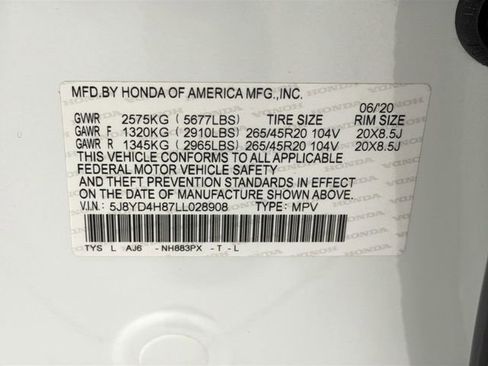 MFD.BY HONDA OF AMERICA MFG.,INC.
06/20
GVWR 2575KG (5677LBS) TIRE SIZE RIM SIZE
GAWR F 1320KG (2910LBS) 265/45R20 104V 20X8.5J
GAWR R 1345KG (2965LBS) 265/45R20 104V 20X8.5J
THIS VEHICLE CONFORMS TO ALL APPLICABLE
FEDERAL MOTOR VEHICLE SAFETY
AND THEFT PREVENTION STANDARDS IN EFFECT
ON THE DATE OF MANUFACTURE SHOWN ABOVE.
V.I.N.: 5J8YD4H87LL028908 TYPE: MPV
TYS L AJ6 -NH883PX -T-L